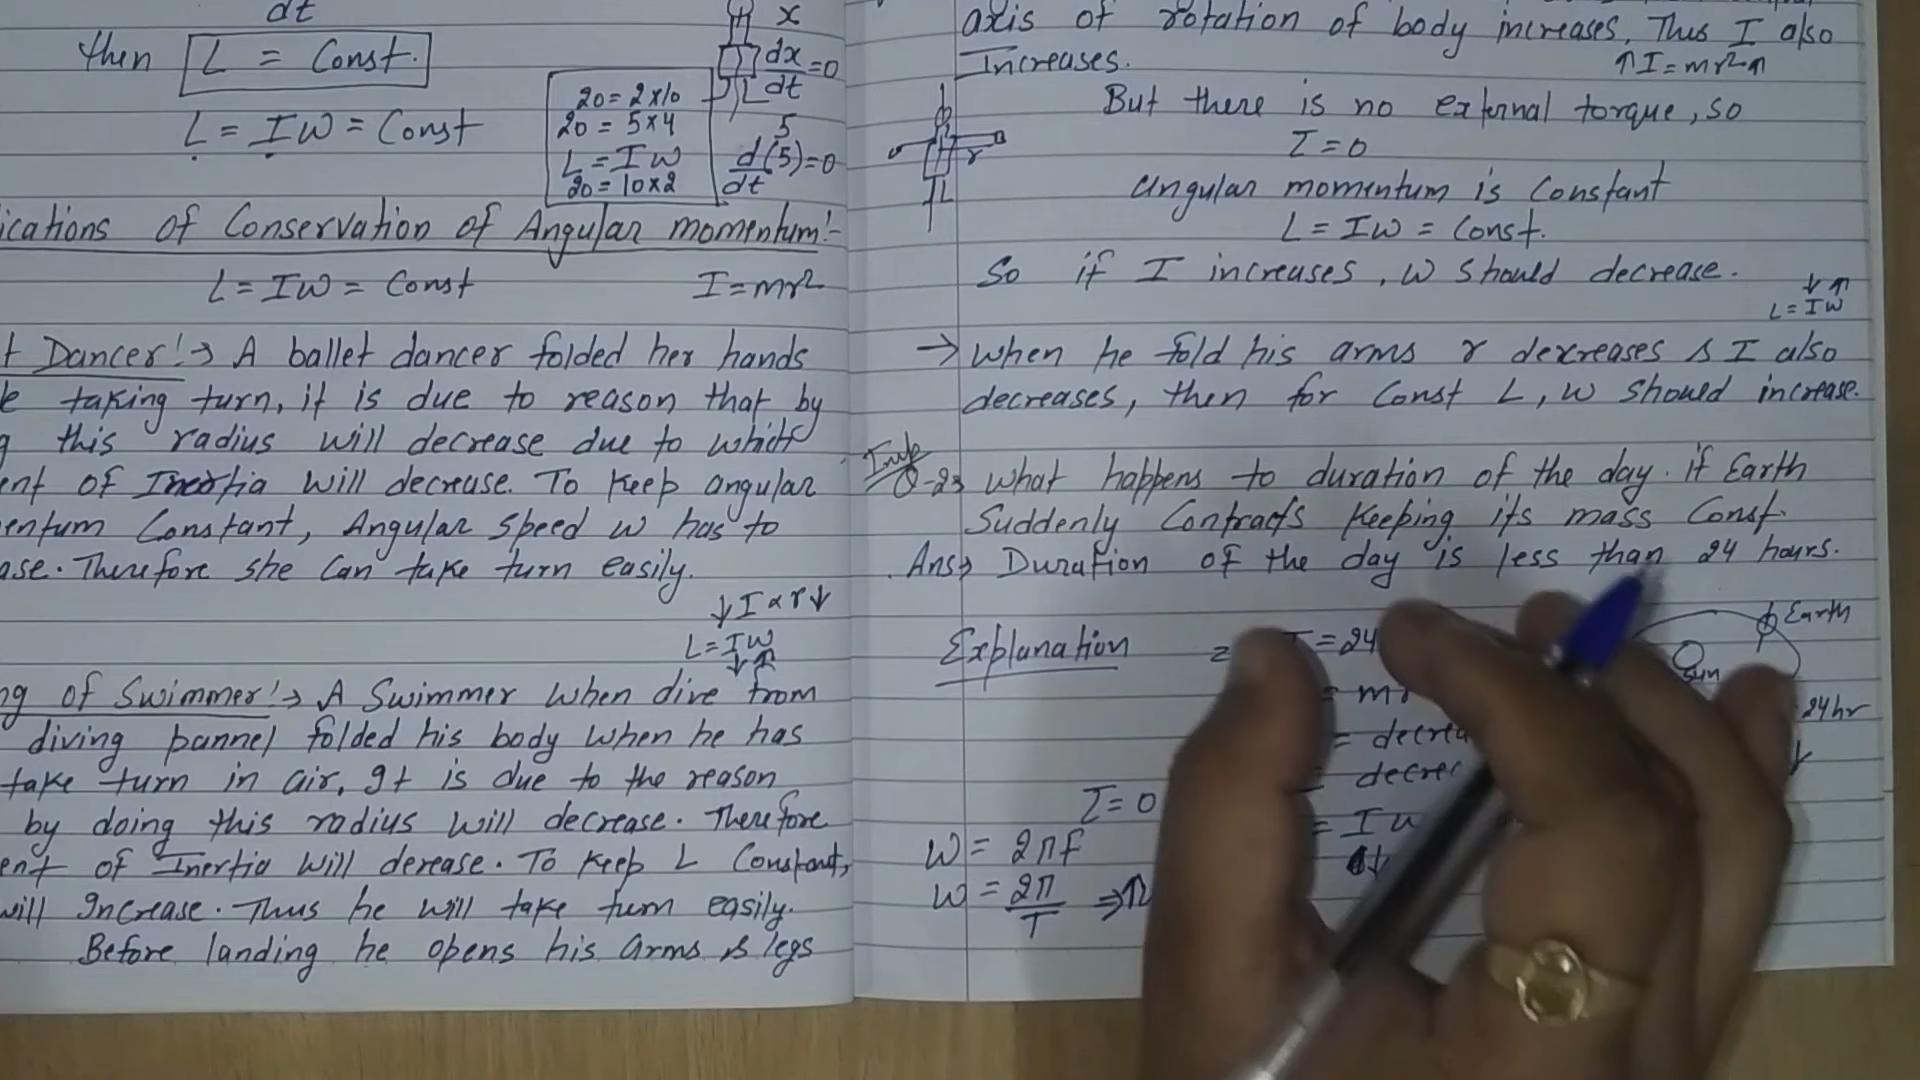 dt
then L = Const.
L = Iω = Const
20 = 2×10
20 = 5×4
L = Iω
20 = 10×2
x
dx/dt = 0
5
d(5)/dt = 0
ications of Conservation of Angular momentum:-
L = Iω = Const I = mr²
t Dancer:→ A ballet dancer folded her hands
e taking turn, it is due to reason that by
g this radius will decrease due to which
ent of Inertia will decrease. To Keep angular
entum Constant, Angular speed ω has to
ase. Therefore she Can take turn easily.
↓I ∝ r↓
L = Iω
↓↑
ng of Swimmer:→ A Swimmer when dive from
diving pannel folded his body when he has
take turn in air, It is due to the reason
by doing this radius will decrease. Therefore
ent of Inertia will derease. To Keep L Constant,
will Increase. Thus he will take turn easily.
Before landing he opens his arms & legs
axis of rotation of body increases, Thus I also
Increases.
↑I = mr²↑
But there is no external torque, so
τ = 0
r
Angular momentum is Constant
L = Iω = Const.
So if I increases, ω should decrease.
↓↑
L = Iω
→ When he fold his arms r decreases & I also
decreases, then for Const L, ω should increase.
Imp
Q-23 What happens to duration of the day if Earth
Suddenly Contracts Keeping its mass Const.
Ans→ Duration of the day is less than 24 hours.
Earth
Explanation T = 24
Sun
= m
24hr
= decrea
= decrec
τ = 0
= Iω
ω = 2πf
ω = 2π/T ⇒